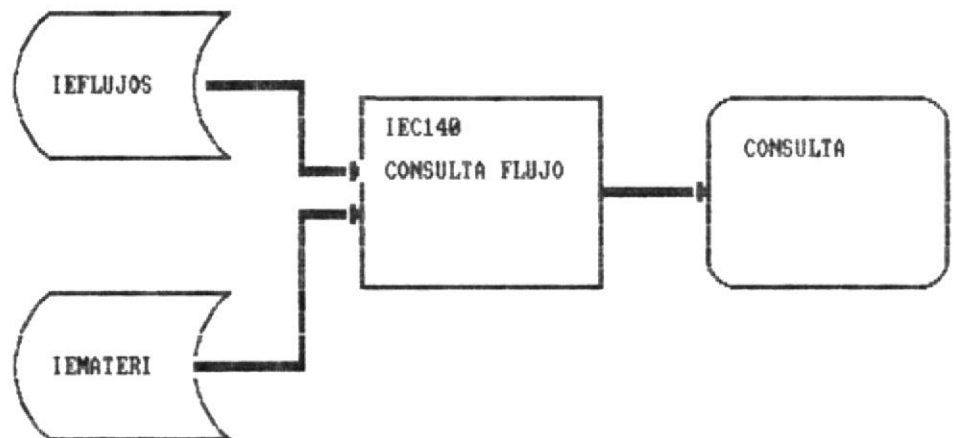 IEFLUJOS
IEC140
CONSULTA FLUJO
CONSULTA
IEMATERI